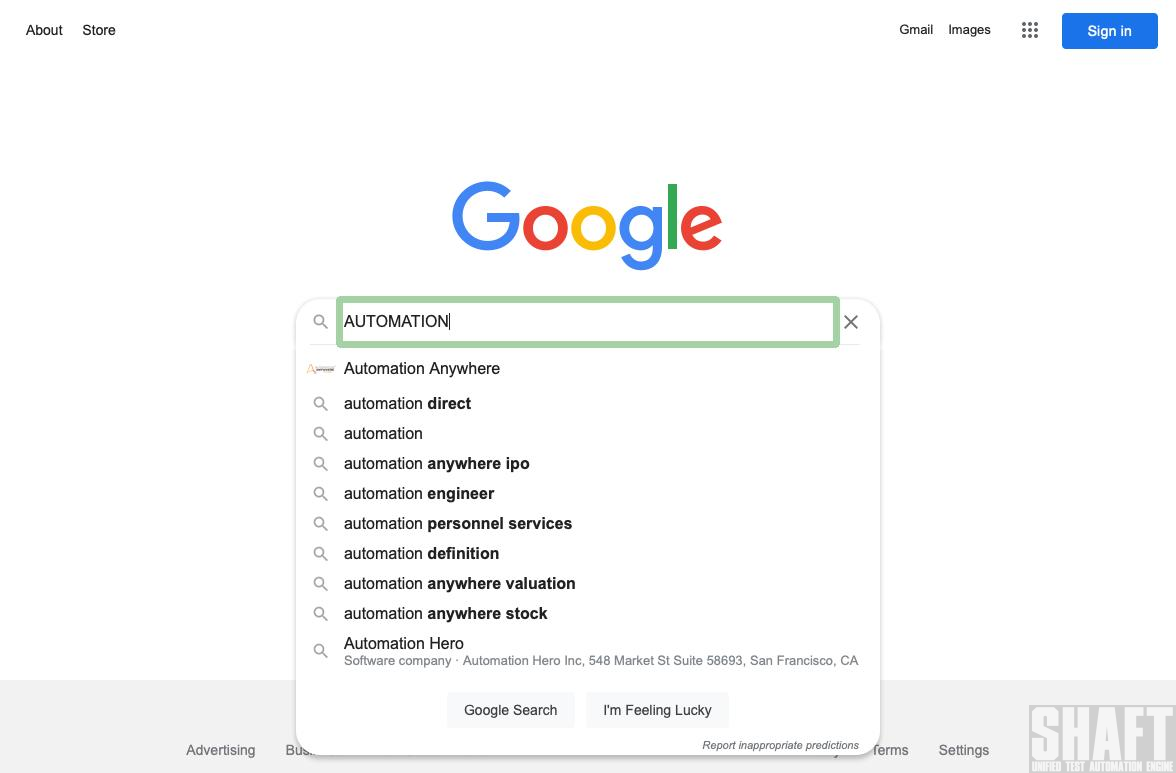 About Store Gmail Images Sign in
Google
AUTOMATION
Automation Anywhere
automation direct
automation
automation anywhere ipo
automation engineer
automation personnel services
automation definition
automation anywhere valuation
automation anywhere stock
Automation Hero
Software company · Automation Hero Inc, 548 Market St Suite 58693, San Francisco, CA
Google Search I'm Feeling Lucky
Report inappropriate predictions
Advertising Terms Settings
SHAFT
UNIFIED TEST AUTOMATION ENGINE